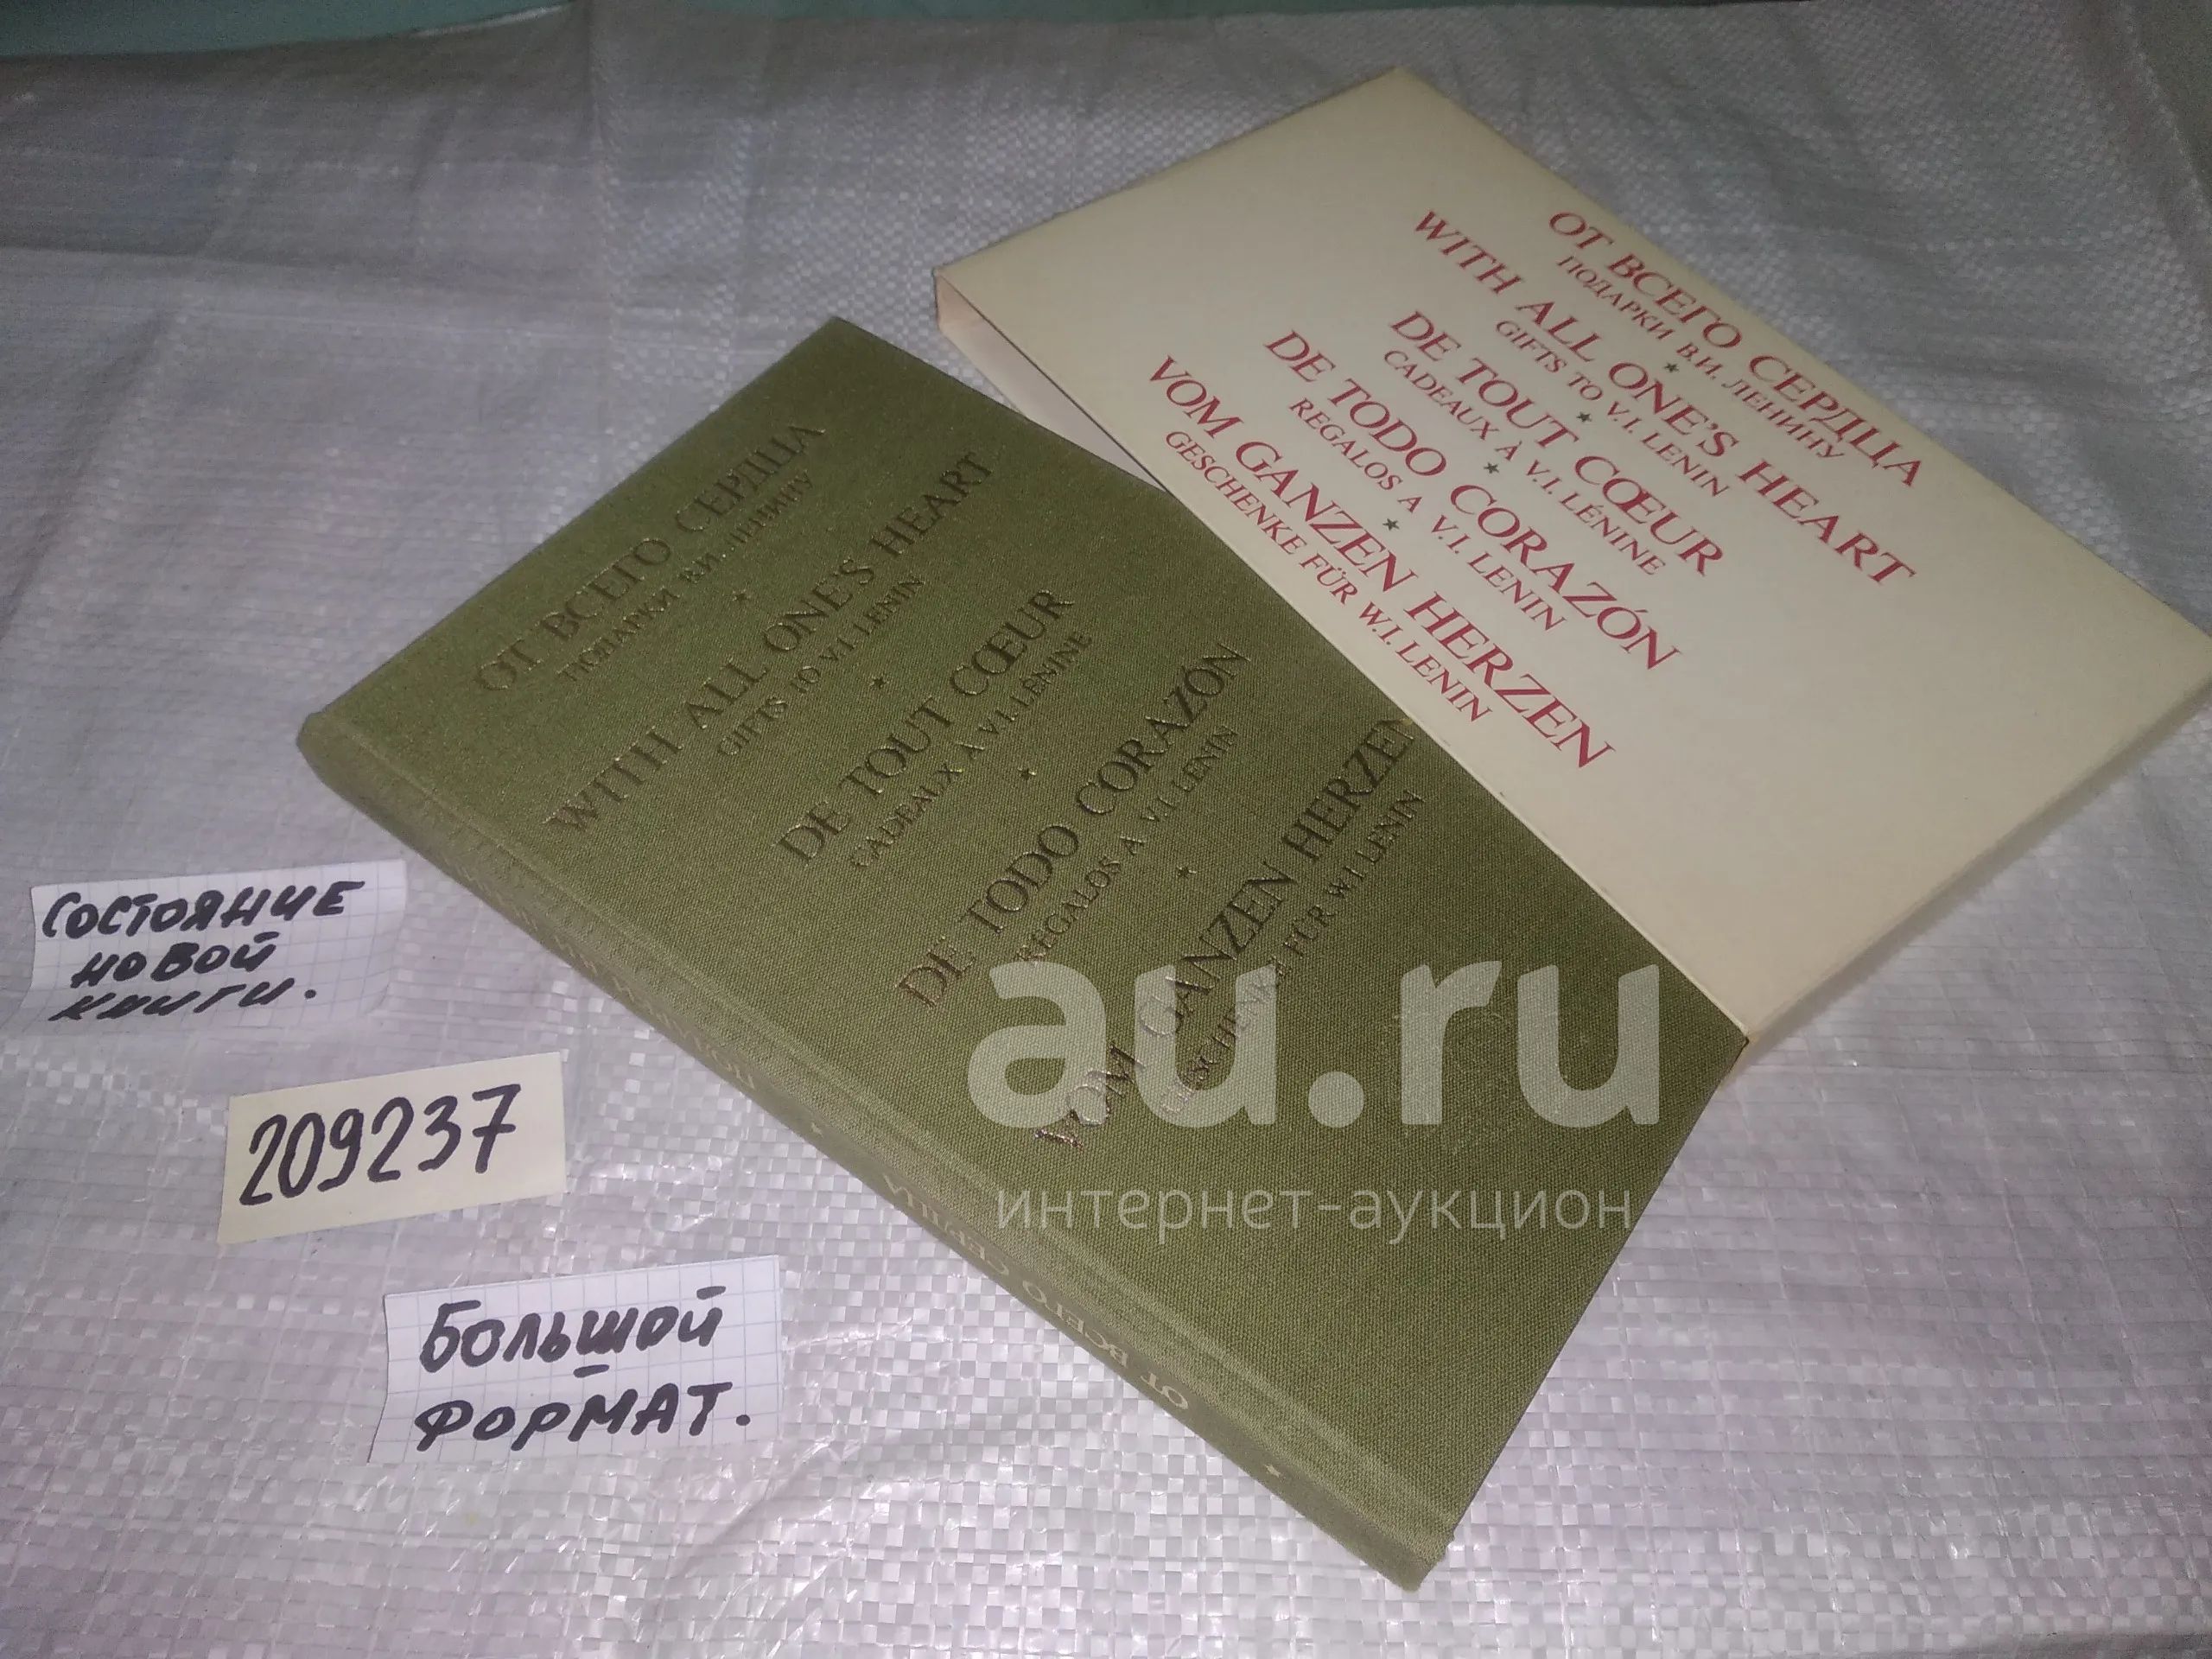 ОТ ВСЕГО СЕРДЦА
ПОДАРКИ В.И. ЛЕНИНУ
WITH ALL ONE'S HEART
GIFTS TO V.I. LENIN
DE TOUT CŒUR
CADEAUX À V.I. LÉNINE
DE TODO CORAZÓN
REGALOS A V.I. LENIN
VOM GANZEN HERZEN
GESCHENKE FÜR W.I. LENIN
ОТ ВСЕГО СЕРДЦА
ПОДАРКИ В.И. ЛЕНИНУ
WITH ALL ONE'S HEART
GIFTS TO V.I. LENIN
DE TOUT CŒUR
CADEAUX À V.I. LÉNINE
DE TODO CORAZÓN
REGALOS A V.I. LENIN
VOM GANZEN HERZEN
GESCHENKE FÜR W.I. LENIN
ОТ ВСЕГО СЕРДЦА
СОСТОЯНИЕ
НОВОЙ
КНИГИ.
209237
БОЛЬШОЙ
ФОРМАТ.
au.ru
интернет-аукцион